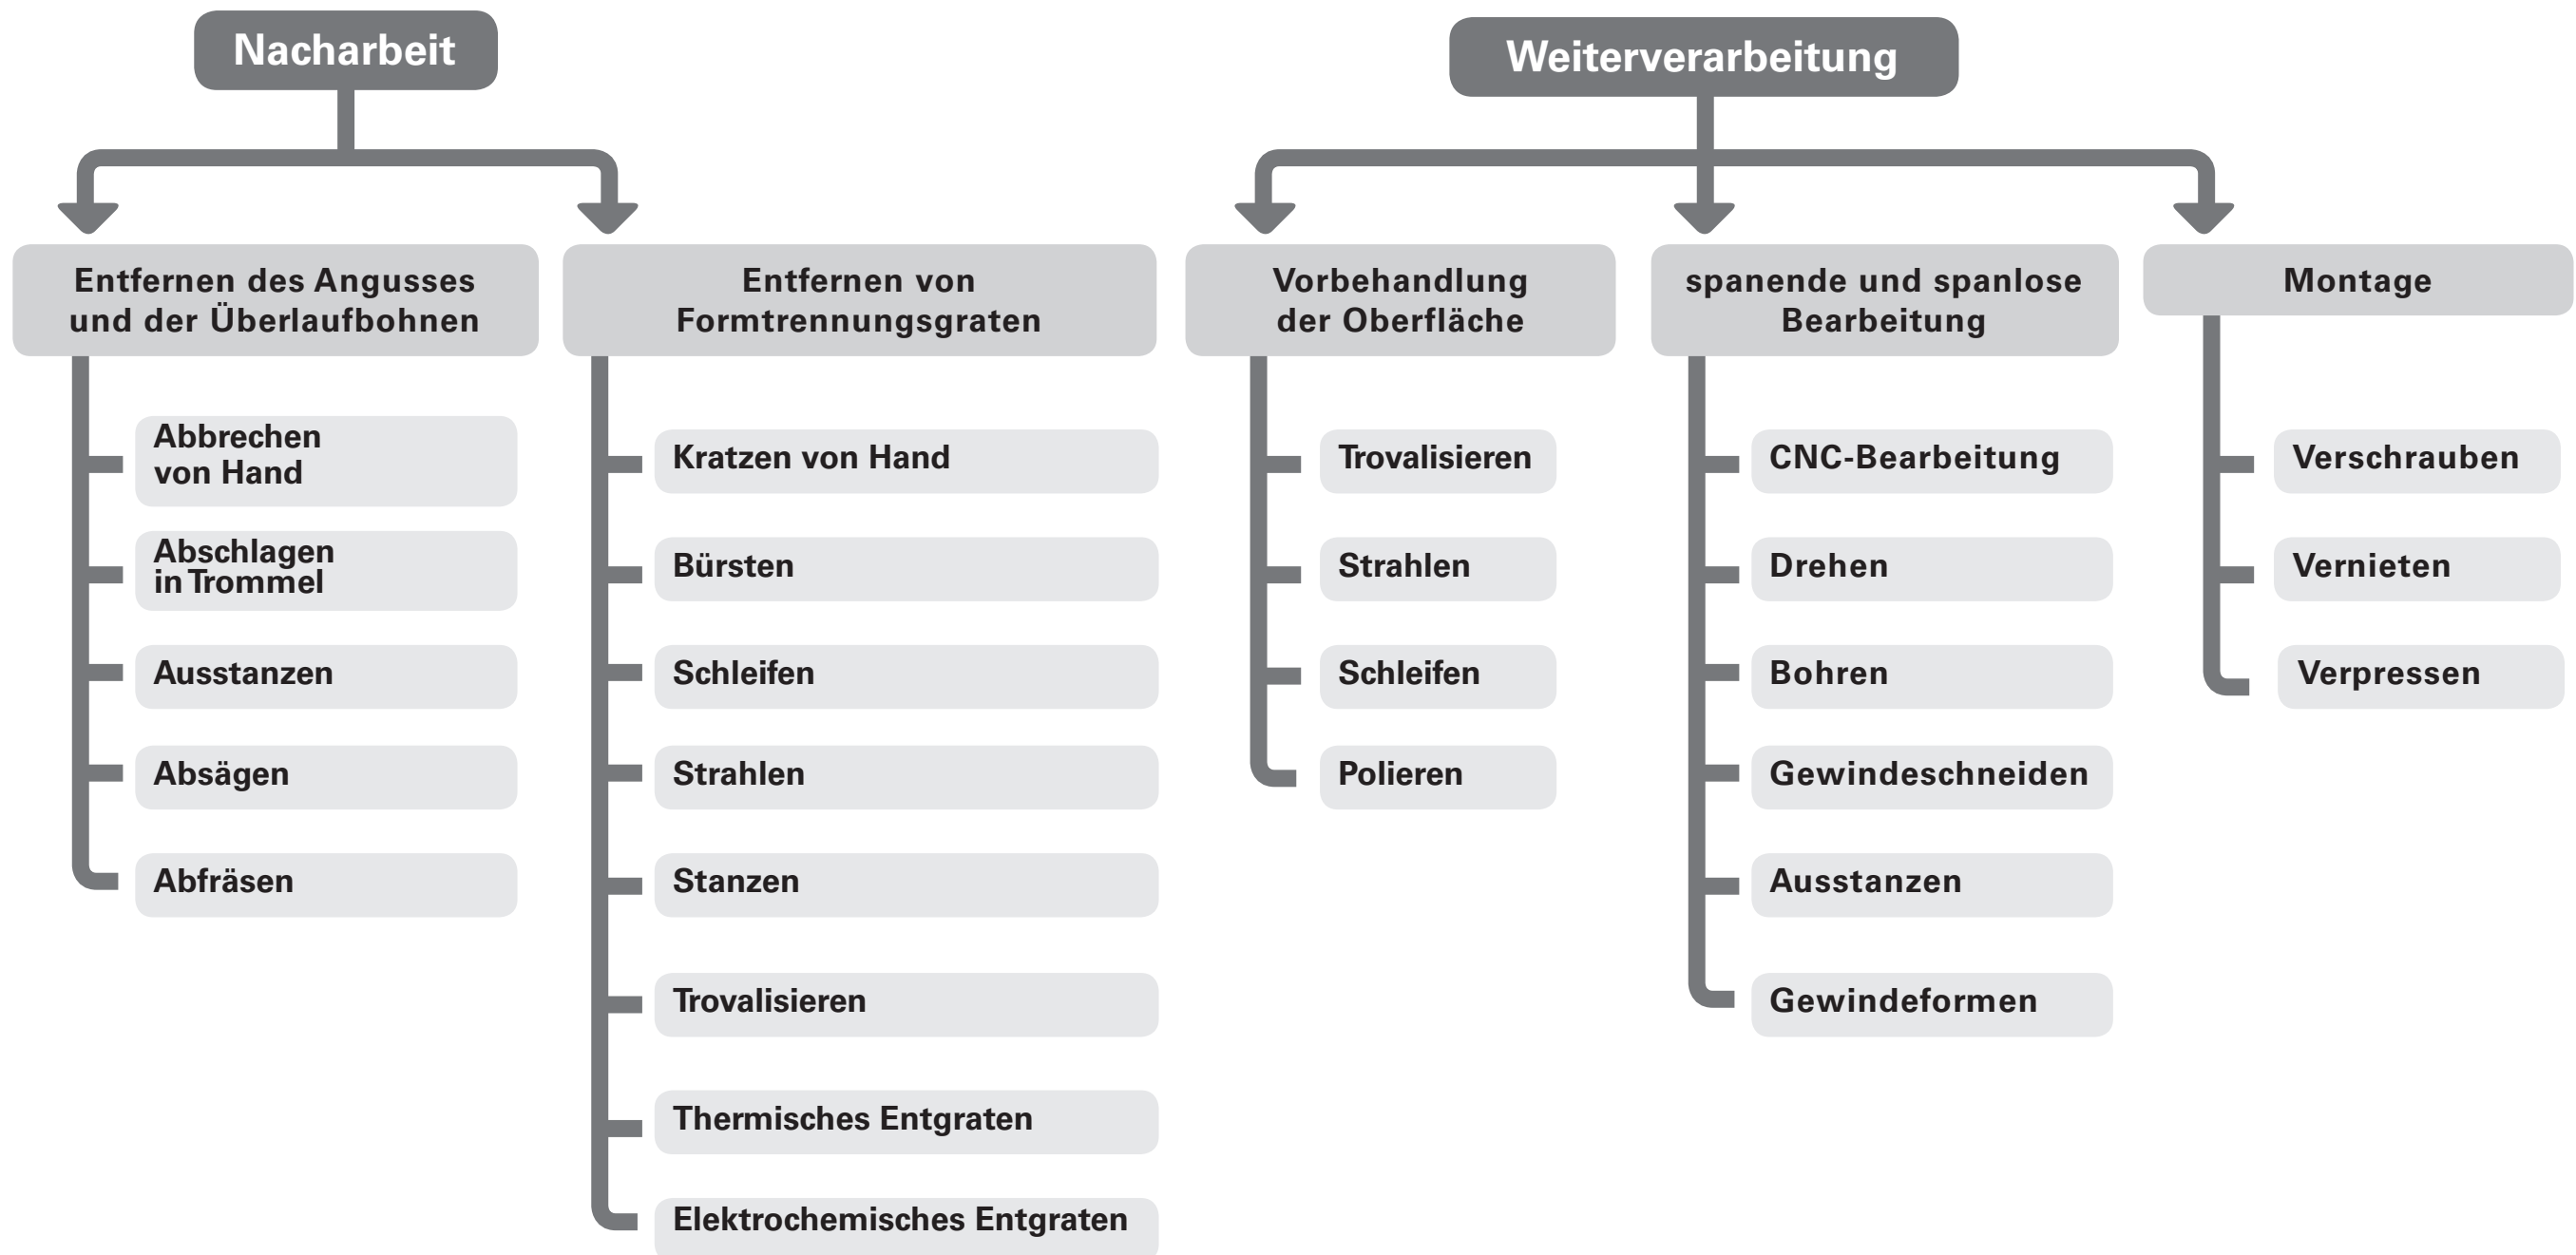 Nacharbeit
Entfernen des Angusses
und der Überlaufbohnen
Abbrechen
von Hand
Abschlagen
in Trommel
Ausstanzen
Absägen
Abfräsen
Entfernen von
Formtrennungsgraten
Kratzen von Hand
Bürsten
Schleifen
Strahlen
Stanzen
Trovalisieren
Thermisches Entgraten
Elektrochemisches Entgraten
Weiterverarbeitung
Vorbehandlung
der Oberfläche
Trovalisieren
Strahlen
Schleifen
Polieren
spanende und spanlose
Bearbeitung
CNC-Bearbeitung
Drehen
Bohren
Gewindeschneiden
Ausstanzen
Gewindeformen
Montage
Verschrauben
Vernieten
Verpressen